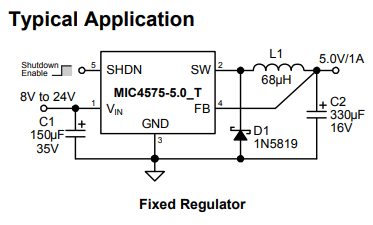 Typical Application
L1
68µH
5.0V/1A
Shutdown
Enable
5
SHDN
SW
2
8V to 24V
1
VIN
MIC4575-5.0_T
FB
4
GND
3
C1
150µF
35V
+
D1
1N5819
+
C2
330µF
16V
Fixed Regulator